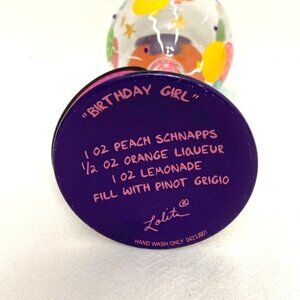 "BIRTHDAY GIRL"
1 OZ PEACH SCHNAPPS
1/2 OZ ORANGE LIQUEUR
1 OZ LEMONADE
FILL WITH PINOT GRIGIO
Lolita®
HAND WASH ONLY